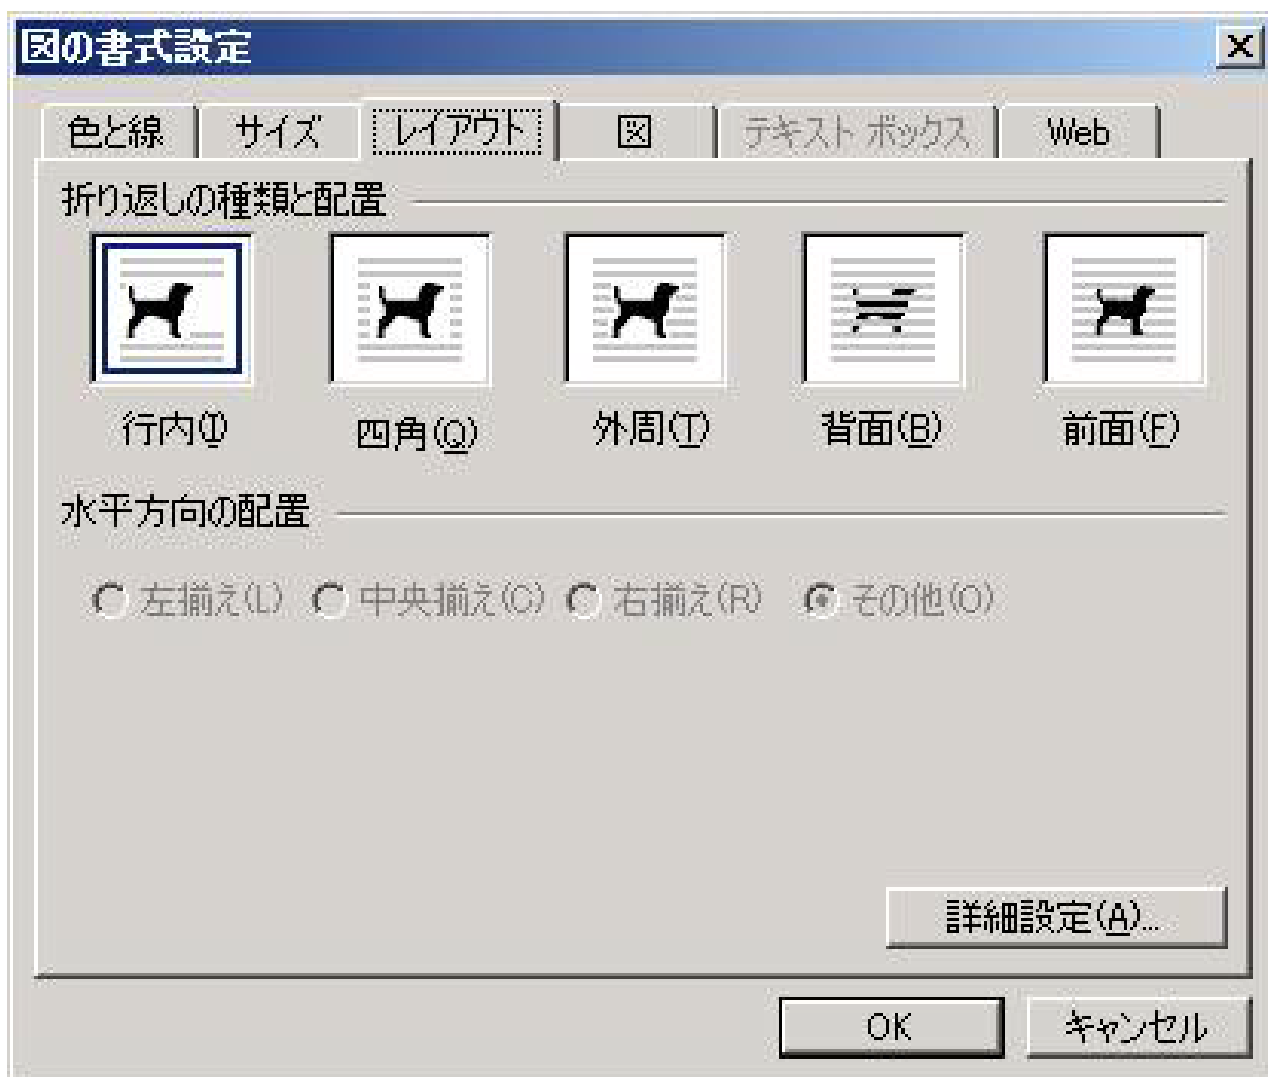 図の書式設定
色と線 サイズ レイアウト 図 テキスト ボックス Web
折り返しの種類と配置
行内(I) 四角(Q) 外周(T) 背面(B) 前面(F)
水平方向の配置
左揃え(L) 中央揃え(C) 右揃え(R) その他(O)
詳細設定(A)...
OK キャンセル